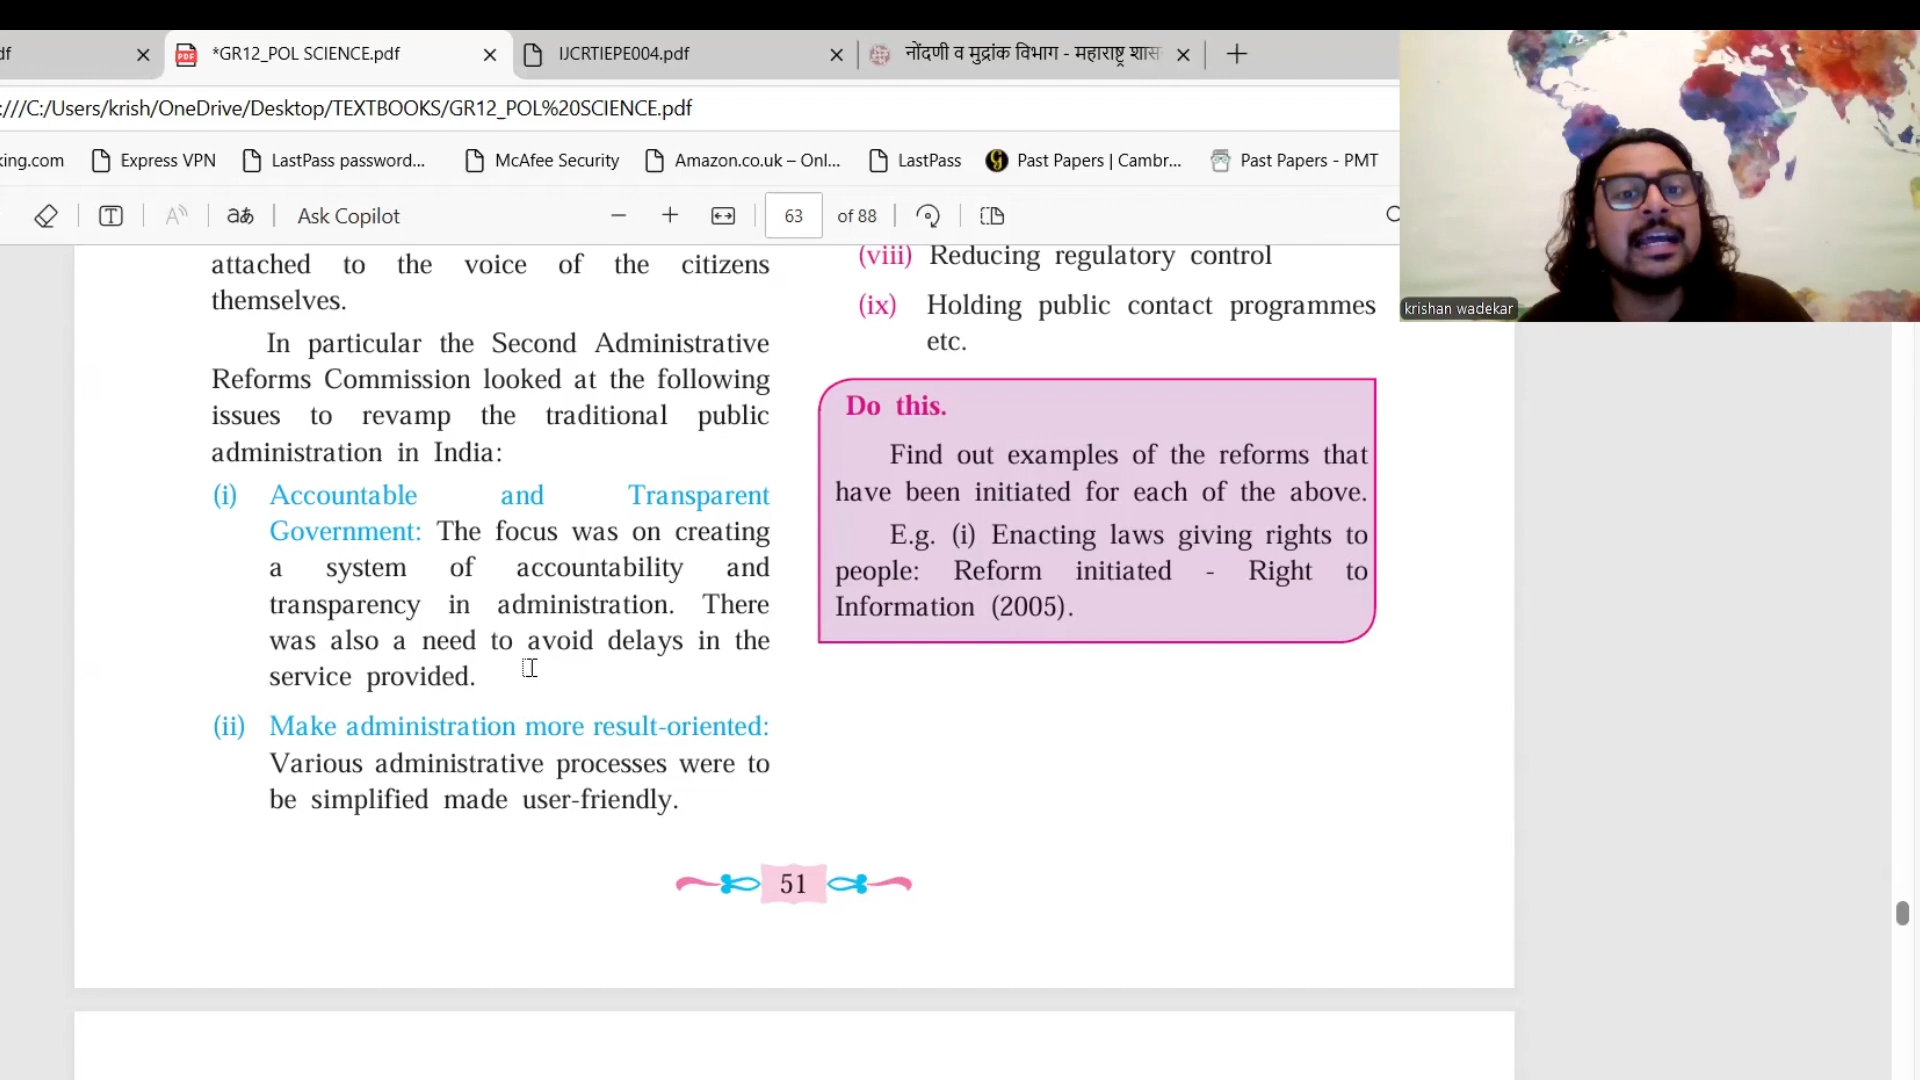 df
*GR12_POL SCIENCE.pdf
IJCRTIEPE004.pdf
नोंदणी व मुद्रांक विभाग - महाराष्ट्र शास
:///C:/Users/krish/OneDrive/Desktop/TEXTBOOKS/GR12_POL%20SCIENCE.pdf
king.com
Express VPN
LastPass password...
McAfee Security
Amazon.co.uk – Onl...
LastPass
Past Papers | Cambr...
Past Papers - PMT
Ask Copilot
63 of 88
krishan wadekar
attached to the voice of the citizens
themselves.
In particular the Second Administrative
Reforms Commission looked at the following
issues to revamp the traditional public
administration in India:
(i) Accountable and Transparent
Government: The focus was on creating
a system of accountability and
transparency in administration. There
was also a need to avoid delays in the
service provided.
(ii) Make administration more result-oriented:
Various administrative processes were to
be simplified made user-friendly.
(viii) Reducing regulatory control
(ix) Holding public contact programmes
etc.
Do this.
Find out examples of the reforms that
have been initiated for each of the above.
E.g. (i) Enacting laws giving rights to
people: Reform initiated - Right to
Information (2005).
51